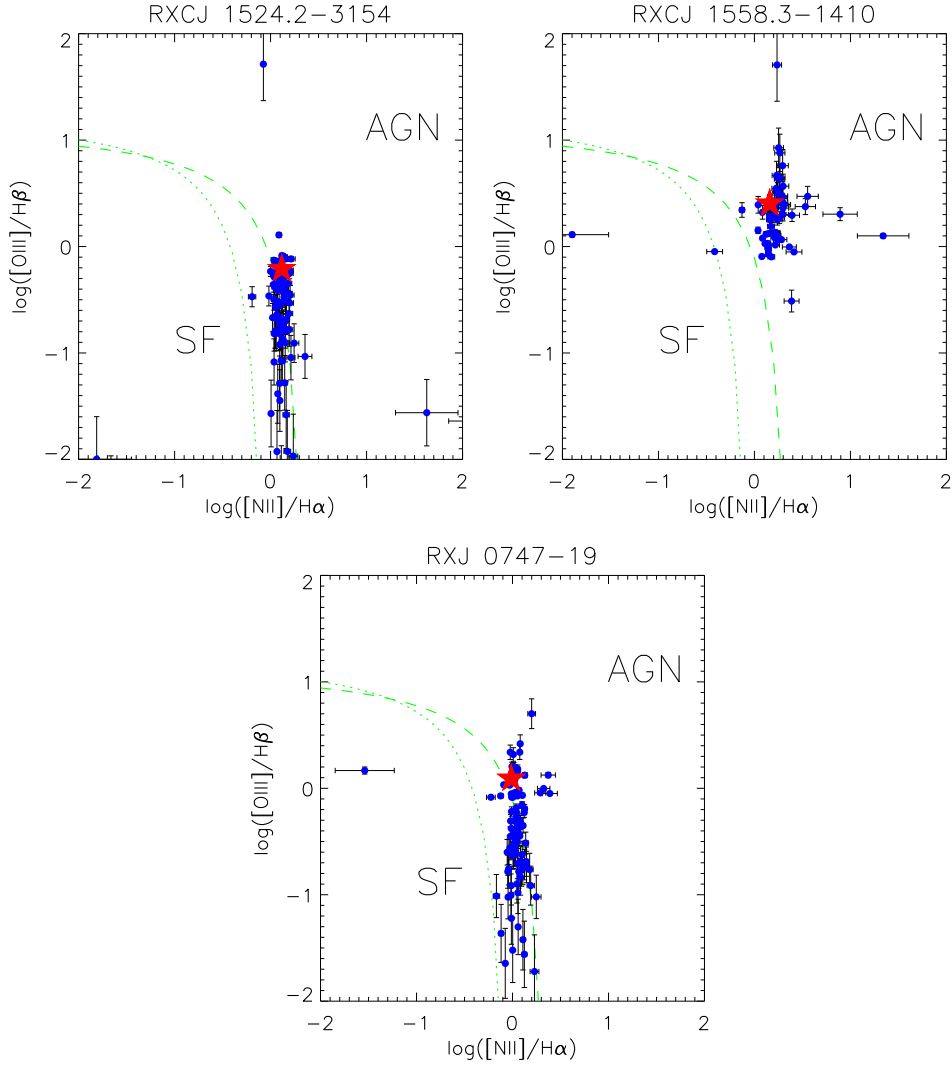 RXCJ 1524.2−3154
2
1
0
−1
−2
log([OIII]/Hβ)
AGN
SF
−2
−1
0
1
2
log([NII]/Hα)
RXCJ 1558.3−1410
2
1
0
−1
−2
log([OIII]/Hβ)
AGN
SF
−2
−1
0
1
2
log([NII]/Hα)
RXJ 0747−19
2
1
0
−1
−2
log([OIII]/Hβ)
AGN
SF
−2
−1
0
1
2
log([NII]/Hα)